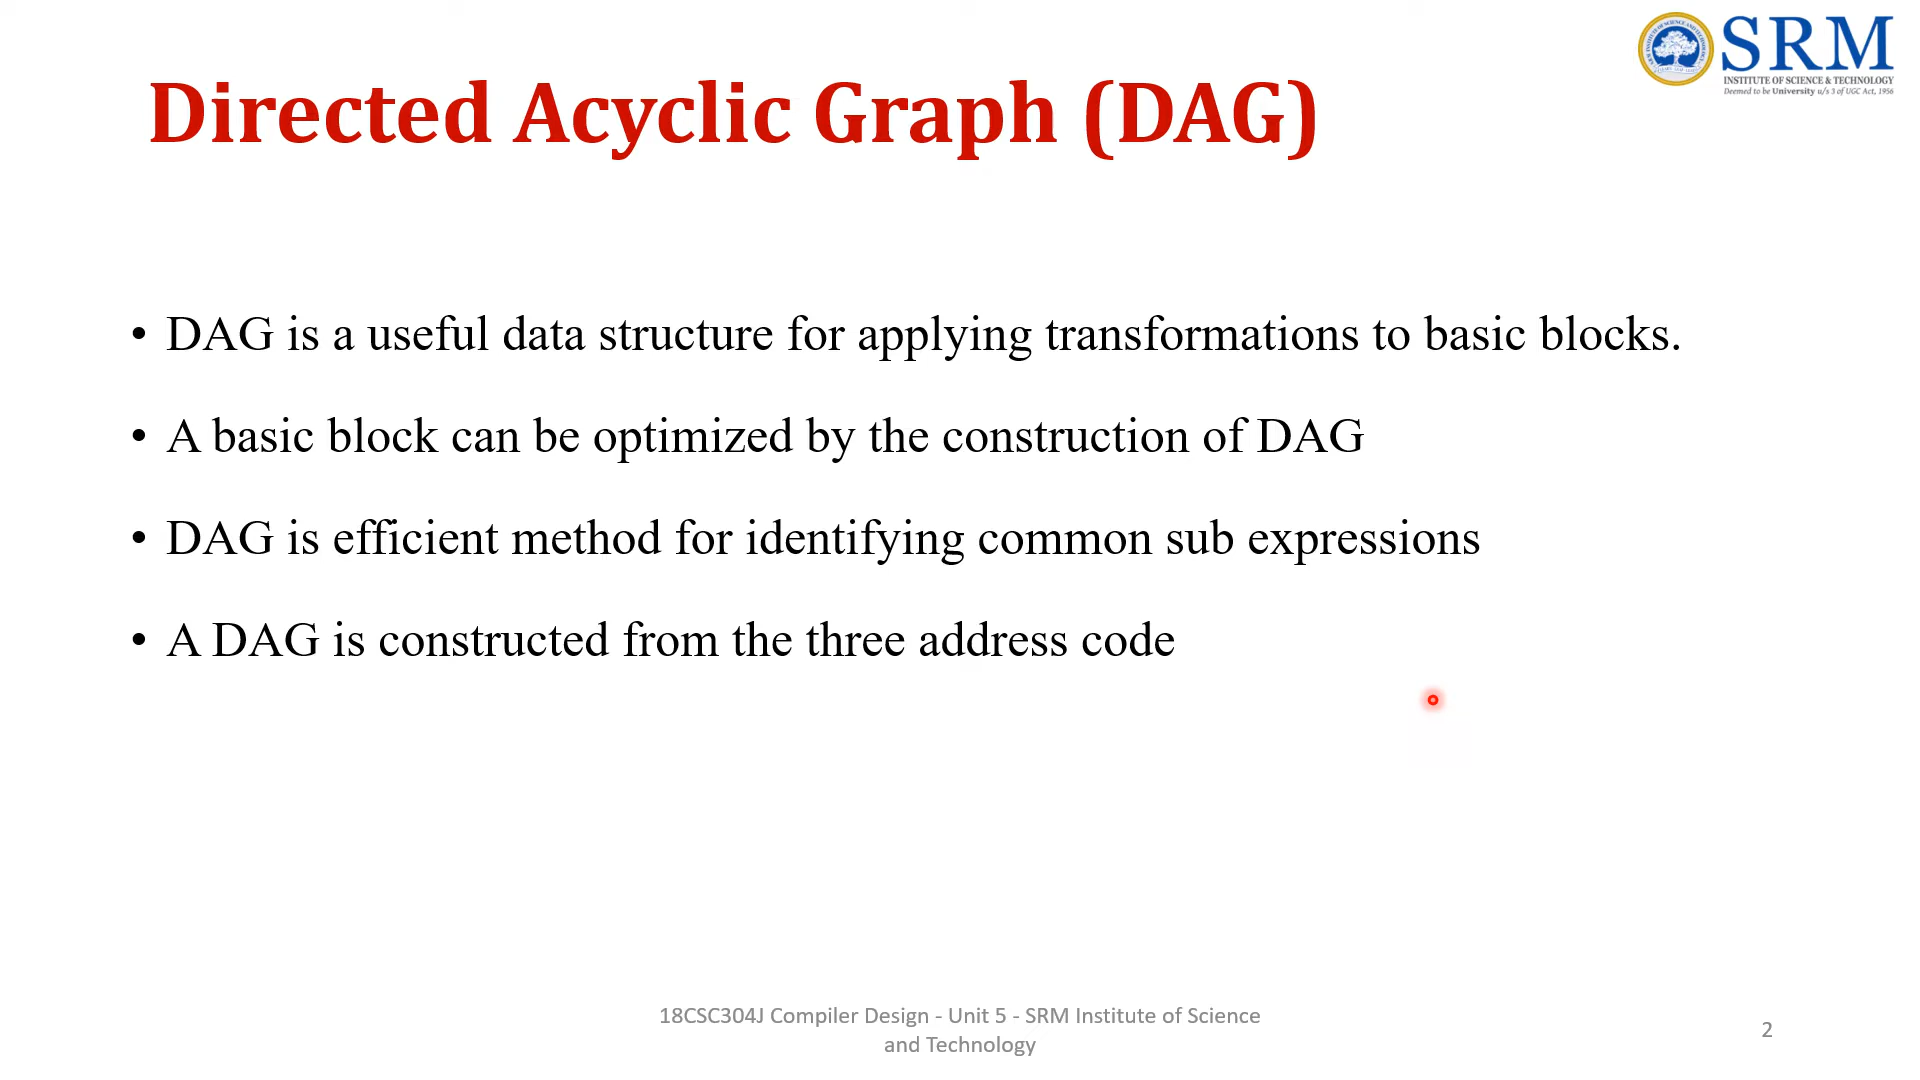 SRM
INSTITUTE OF SCIENCE & TECHNOLOGY
Deemed to be University u/s 3 of UGC Act, 1956
Directed Acyclic Graph (DAG)
• DAG is a useful data structure for applying transformations to basic blocks.
• A basic block can be optimized by the construction of DAG
• DAG is efficient method for identifying common sub expressions
• A DAG is constructed from the three address code
18CSC304J Compiler Design - Unit 5 - SRM Institute of Science
and Technology
2